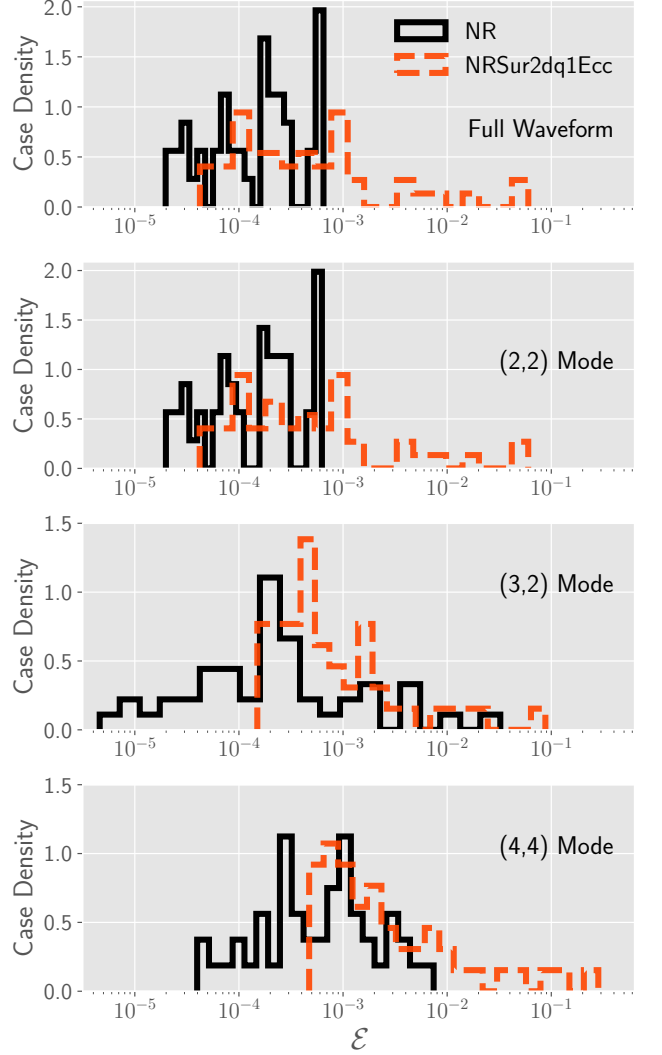 Case Density
2.0
1.5
1.0
0.5
0.0
NR
NRSur2dq1Ecc
Full Waveform
10⁻⁵ 10⁻⁴ 10⁻³ 10⁻² 10⁻¹
Case Density
2.0
1.5
1.0
0.5
0.0
(2,2) Mode
10⁻⁵ 10⁻⁴ 10⁻³ 10⁻² 10⁻¹
Case Density
1.5
1.0
0.5
0.0
(3,2) Mode
10⁻⁵ 10⁻⁴ 10⁻³ 10⁻² 10⁻¹
Case Density
1.5
1.0
0.5
0.0
(4,4) Mode
10⁻⁵ 10⁻⁴ 10⁻³ 10⁻² 10⁻¹
ℰ